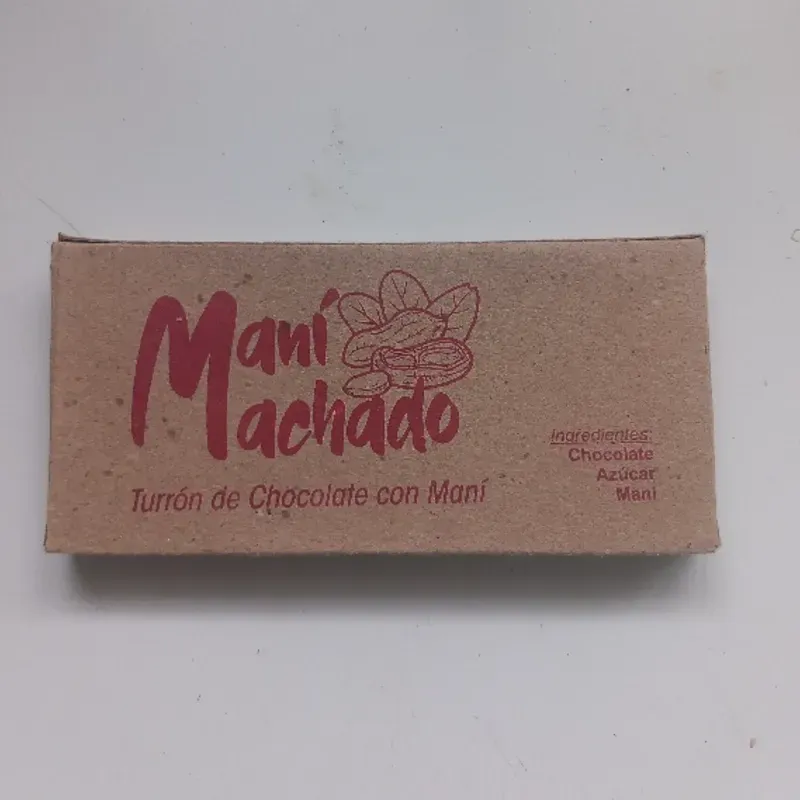 Maní
Machado
Turrón de Chocolate con Maní
Ingredientes:
Chocolate
Azúcar
Maní